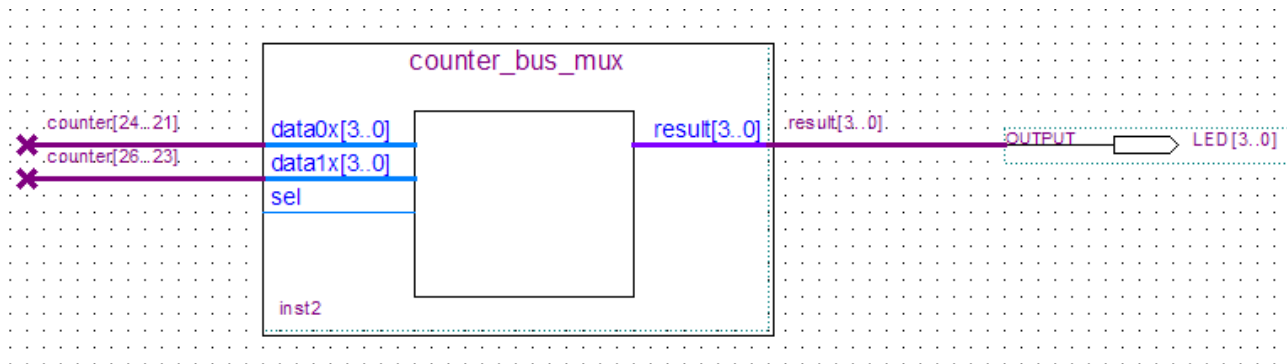 counter_bus_mux
counter[24...21]
data0x[3..0]
result[3..0]
result[3..0]
OUTPUT
LED[3..0]
counter[26...23]
data1x[3..0]
sel
inst2